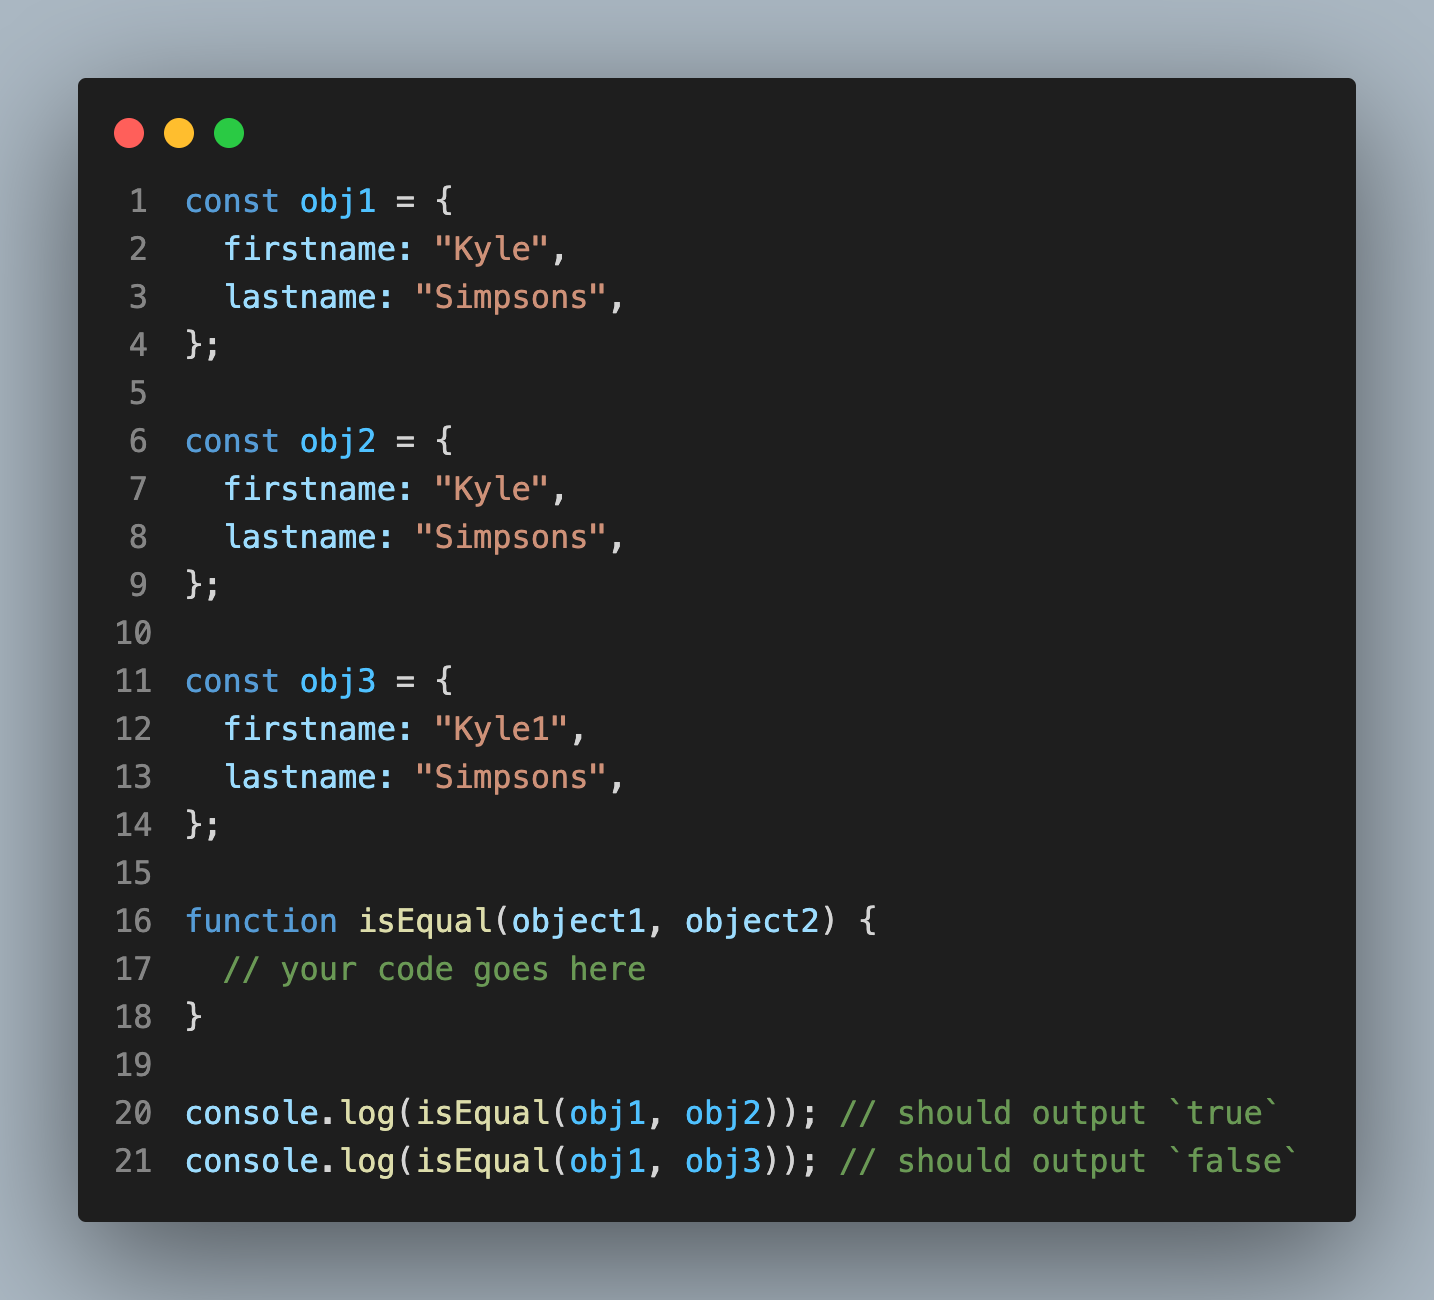 1 const obj1 = {
2   firstname: "Kyle",
3   lastname: "Simpsons",
4 };
5
6 const obj2 = {
7   firstname: "Kyle",
8   lastname: "Simpsons",
9 };
10
11 const obj3 = {
12   firstname: "Kyle1",
13   lastname: "Simpsons",
14 };
15
16 function isEqual(object1, object2) {
17   // your code goes here
18 }
19
20 console.log(isEqual(obj1, obj2)); // should output `true`
21 console.log(isEqual(obj1, obj3)); // should output `false`